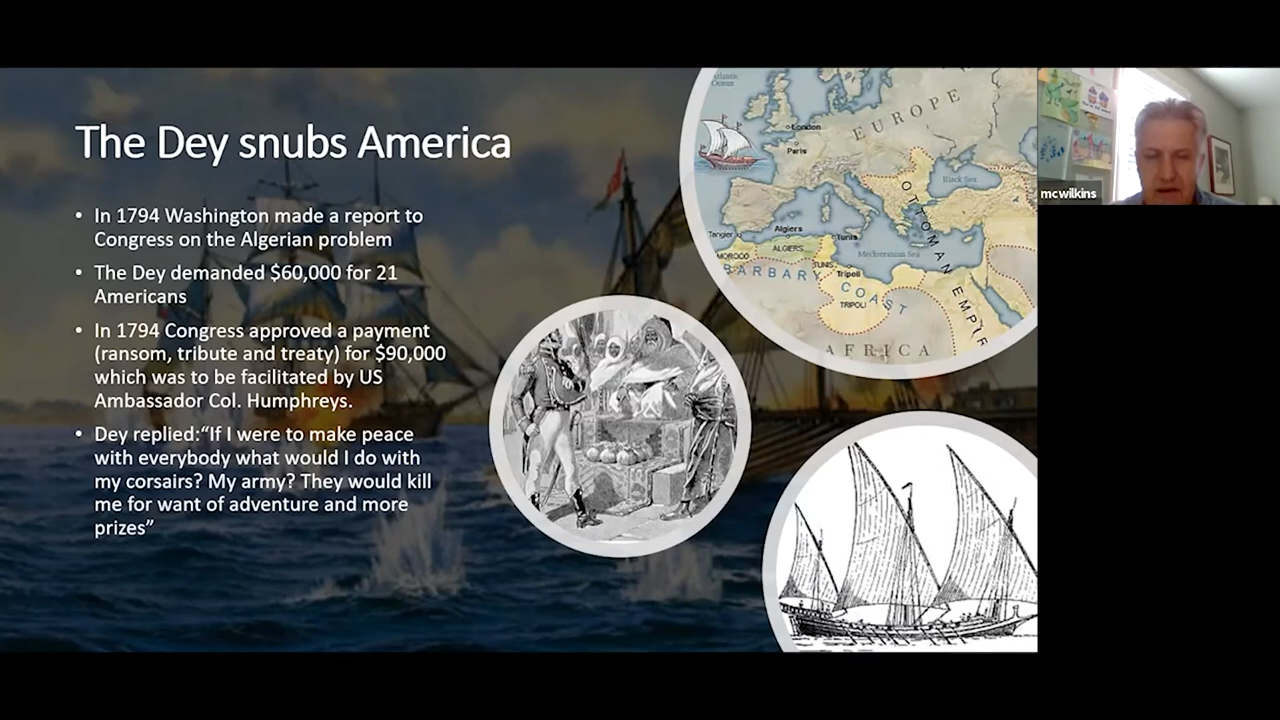 The Dey snubs America
• In 1794 Washington made a report to
Congress on the Algerian problem
• The Dey demanded $60,000 for 21
Americans
• In 1794 Congress approved a payment
(ransom, tribute and treaty) for $90,000
which was to be facilitated by US
Ambassador Col. Humphreys.
• Dey replied:“If I were to make peace
with everybody what would I do with
my corsairs? My army? They would kill
me for want of adventure and more
prizes”
Atlantic
Ocean
London
Paris
EUROPE
Black Sea
OTTOMAN EMPIR
Algiers
Tangier
Tunis
Mediterranean Sea
MOROCO
ALGIERS
TUNIS
Tripoli
BARBARY COAST
TRIPOLI
AFRICA
mcwilkins